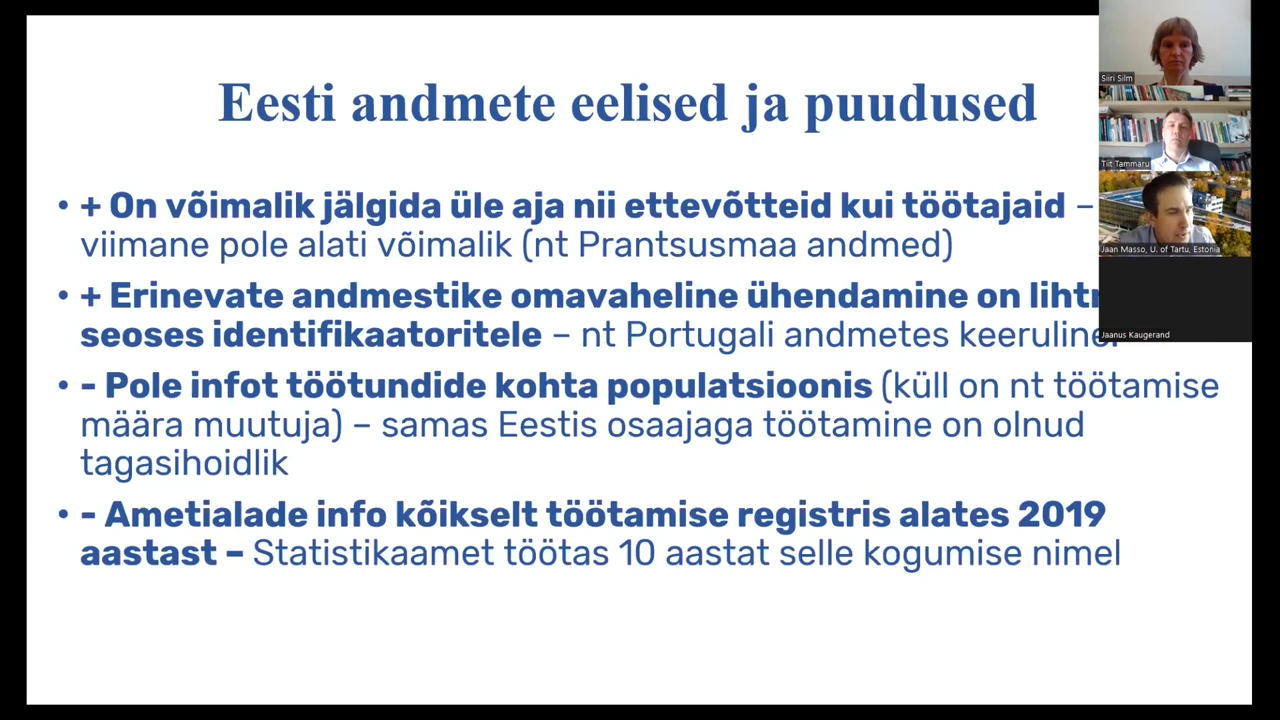 Eesti andmete eelised ja puudused
• + On võimalik jälgida üle aja nii ettevõtteid kui töötajaid –
viimane pole alati võimalik (nt Prantsusmaa andmed)
• + Erinevate andmestike omavaheline ühendamine on
seoses identifikaatoritele – nt Portugali andmetes
• - Pole infot töötundide kohta populatsioonis (küll on nt töötamise
määra muutuja) – samas Eestis osaajaga töötamine on olnud
tagasihoidlik
• - Ametialade info kõikselt töötamise registris alates 2019
aastast – Statistikaamet töötas 10 aastat selle kogumise nimel
Siiri Silm
Tiit Tammaru
Jaan Masso, U. of Tartu, Estonia
Jaanus Kaugerand